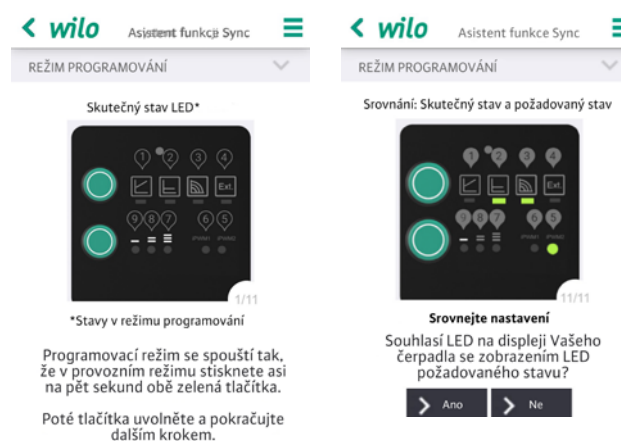 wilo Asistent funkce Sync
REŽIM PROGRAMOVÁNÍ
Skutečný stav LED*
1 2 3 4
Ext.
9 8 7 6 5
iPWM1 iPWM2
1/11
*Stavy v režimu programování
Programovací režim se spouští tak,
že v provozním režimu stisknete asi
na pět sekund obě zelená tlačítka.
Poté tlačítka uvolněte a pokračujte
dalším krokem.
wilo Asistent funkce Sync
REŽIM PROGRAMOVÁNÍ
Srovnání: Skutečný stav a požadovaný stav
1 2 3 4
Ext.
9 8 7 6 5
iPWM1 iPWM2
11/11
Srovnejte nastavení
Souhlasí LED na displeji Vašeho
čerpadla se zobrazením LED
požadovaného stavu?
Ano Ne